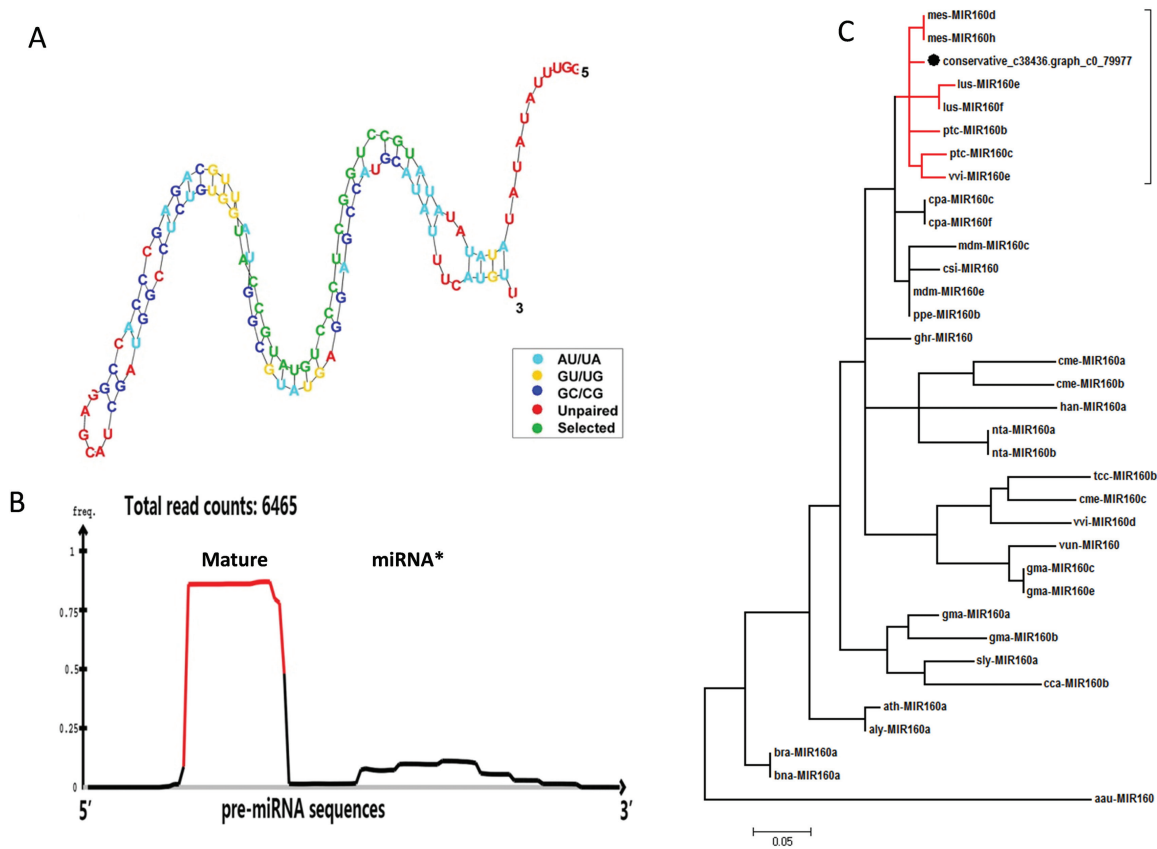 A
5
3
AU/UA
GU/UG
GC/CG
Unpaired
Selected
B
Total read counts: 6465
freq.
Mature
miRNA*
1
0.75
0.5
0.25
0
5'
pre-miRNA sequences
3'
C
mes-MIR160d
mes-MIR160h
conservative_c38436.graph_c0_79977
lus-MIR160e
lus-MIR160f
ptc-MIR160b
ptc-MIR160c
vvi-MIR160e
cpa-MIR160c
cpa-MIR160f
mdm-MIR160c
csi-MIR160
mdm-MIR160e
ppe-MIR160b
ghr-MIR160
cme-MIR160a
cme-MIR160b
han-MIR160a
nta-MIR160a
nta-MIR160b
tcc-MIR160b
cme-MIR160c
vvi-MIR160d
vun-MIR160
gma-MIR160c
gma-MIR160e
gma-MIR160a
gma-MIR160b
sly-MIR160a
cca-MIR160b
ath-MIR160a
aly-MIR160a
bra-MIR160a
bna-MIR160a
aau-MIR160
0.05